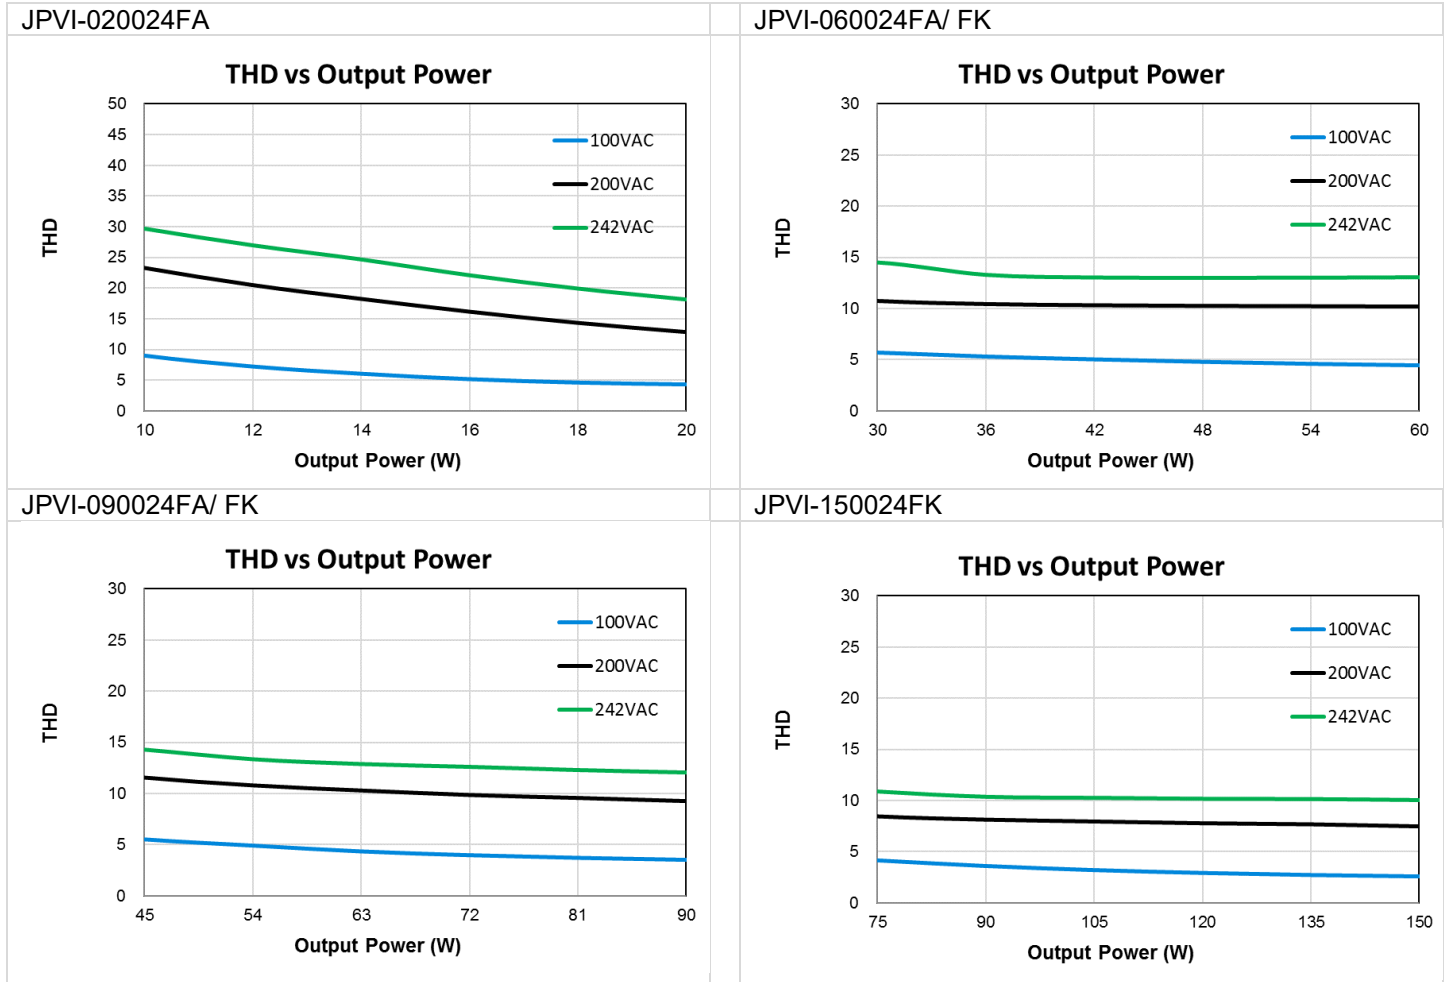 JPVI-020024FA
THD vs Output Power
50
45
40
35
30
25
20
15
10
5
0
THD
100VAC
200VAC
242VAC
10 12 14 16 18 20
Output Power (W)
JPVI-060024FA/ FK
THD vs Output Power
30
25
20
15
10
5
0
THD
100VAC
200VAC
242VAC
30 36 42 48 54 60
Output Power (W)
JPVI-090024FA/ FK
THD vs Output Power
30
25
20
15
10
5
0
THD
100VAC
200VAC
242VAC
45 54 63 72 81 90
Output Power (W)
JPVI-150024FK
THD vs Output Power
30
25
20
15
10
5
0
THD
100VAC
200VAC
242VAC
75 90 105 120 135 150
Output Power (W)